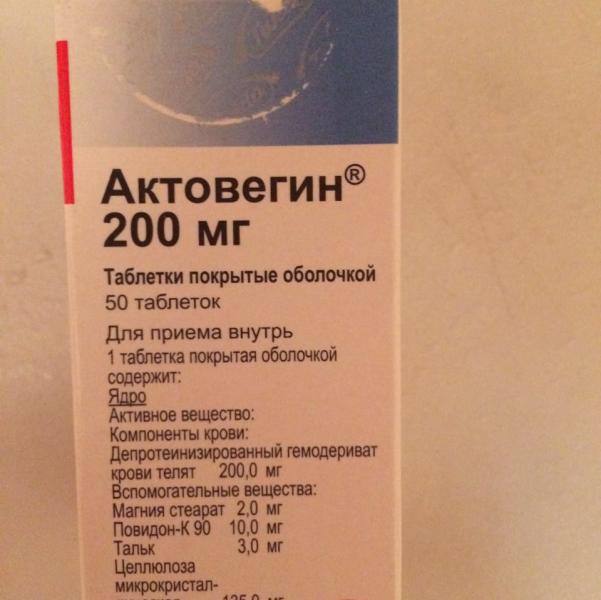 Актовегин®
200 мг
Таблетки покрытые оболочкой
50 таблеток
Для приема внутрь
1 таблетка покрытая оболочкой
содержит:
Ядро
Активное вещество:
Компоненты крови:
Депротеинизированный гемодериват
крови телят 200,0 мг
Вспомогательные вещества:
Магния стеарат 2,0 мг
Повидон-К 90 10,0 мг
Тальк 3,0 мг
Целлюлоза
микрокристал-